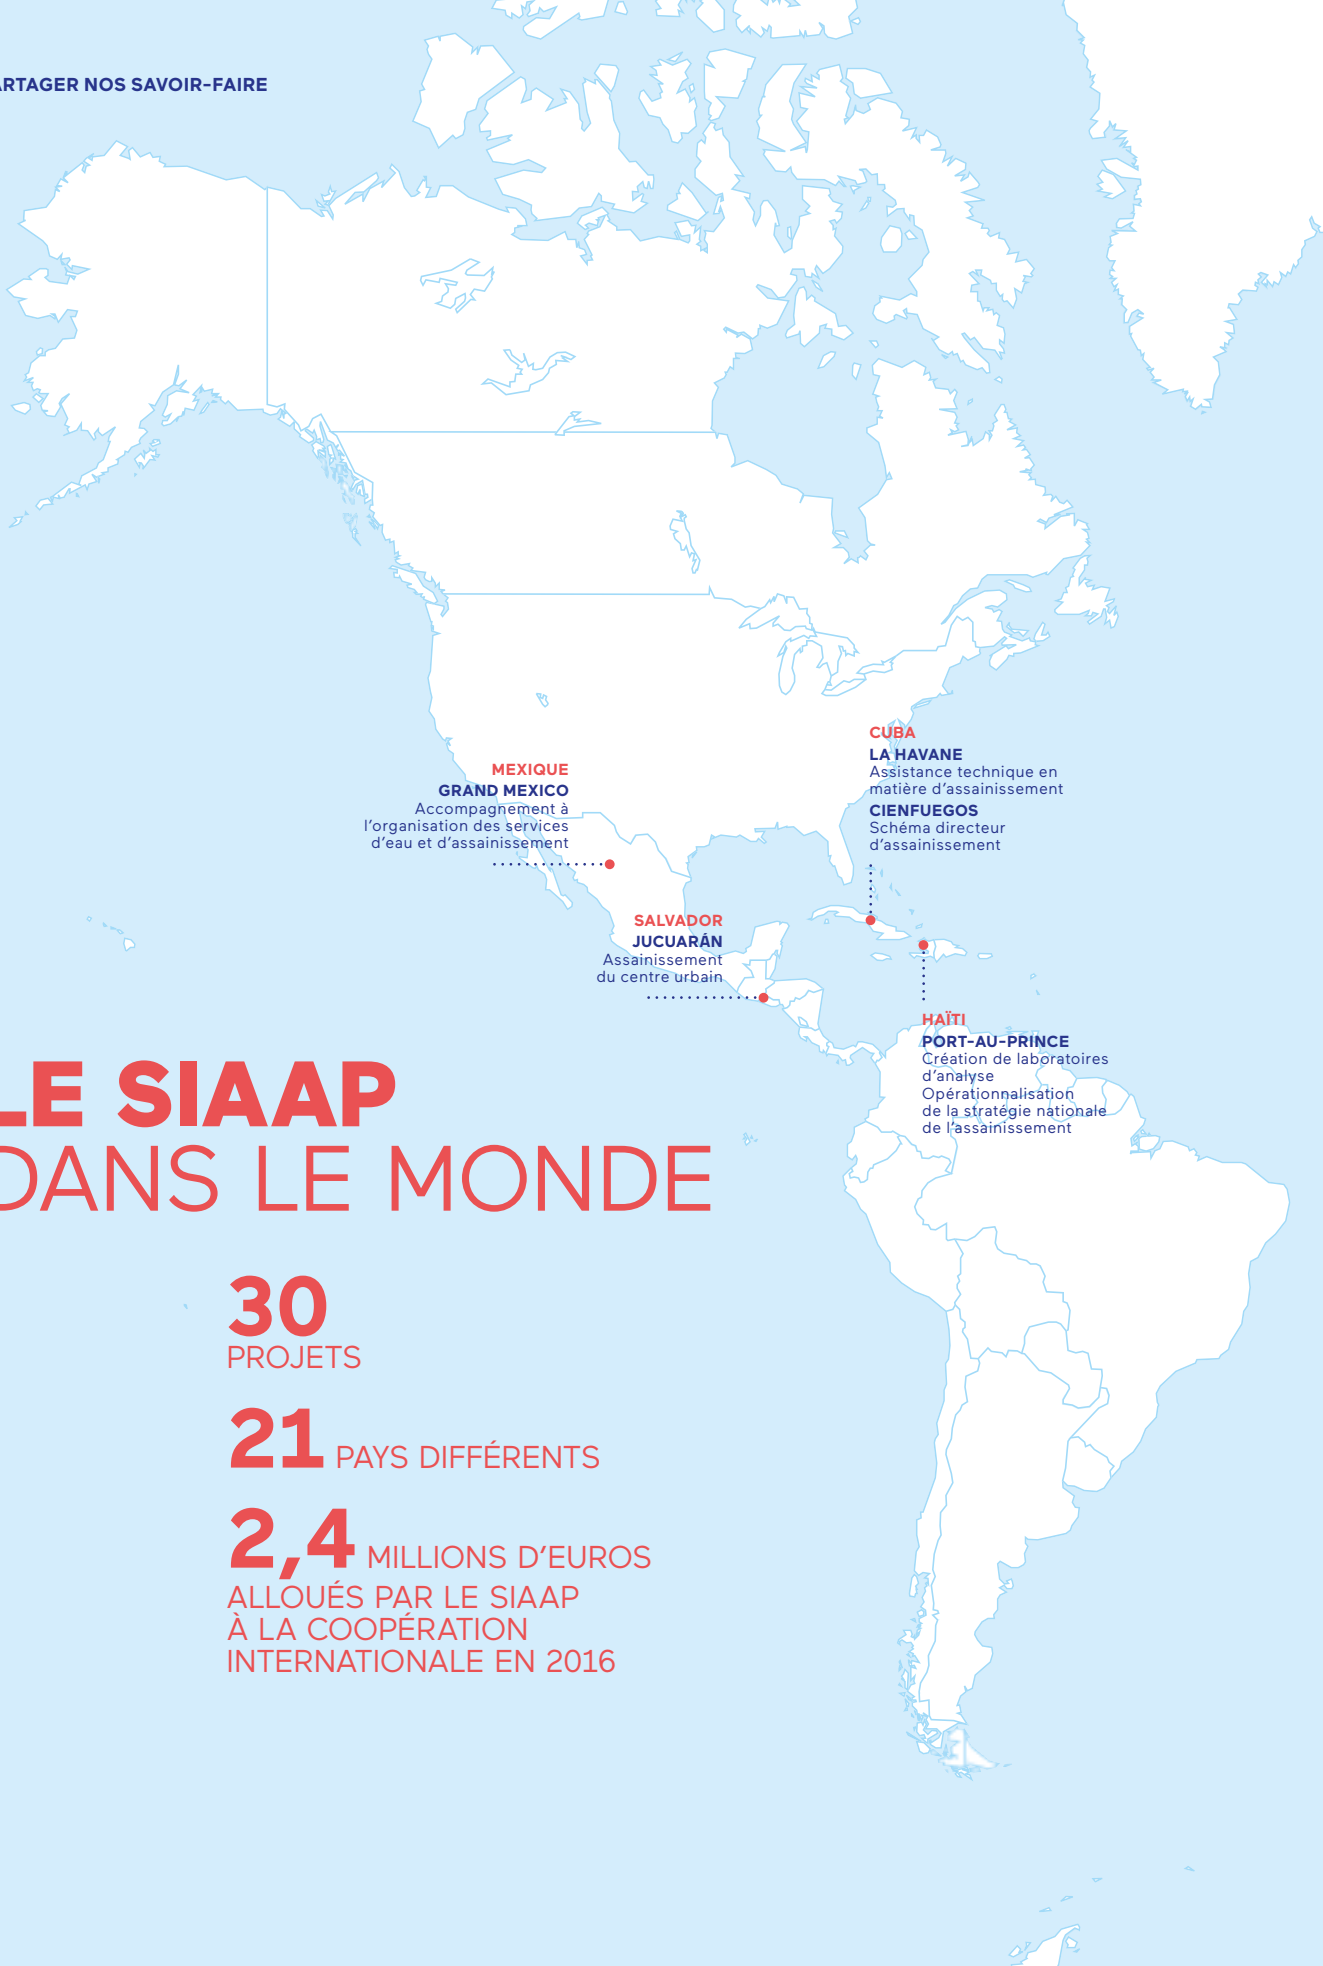 ARTAGER NOS SAVOIR-FAIRE
CUBA
LA HAVANE
Assistance technique en
matière d'assainissement
CIENFUEGOS
Schéma directeur
d'assainissement
MEXIQUE
GRAND MEXICO
Accompagnement à
l'organisation des services
d'eau et d'assainissement
SALVADOR
JUCUARÁN
Assainissement
du centre urbain
HAÏTI
PORT-AU-PRINCE
Création de laboratoires
d'analyse
Opérationnalisation
de la stratégie nationale
de l'assainissement
LE SIAAP
DANS LE MONDE
30
PROJETS
21 PAYS DIFFÉRENTS
2,4 MILLIONS D'EUROS
ALLOUÉS PAR LE SIAAP
À LA COOPÉRATION
INTERNATIONALE EN 2016